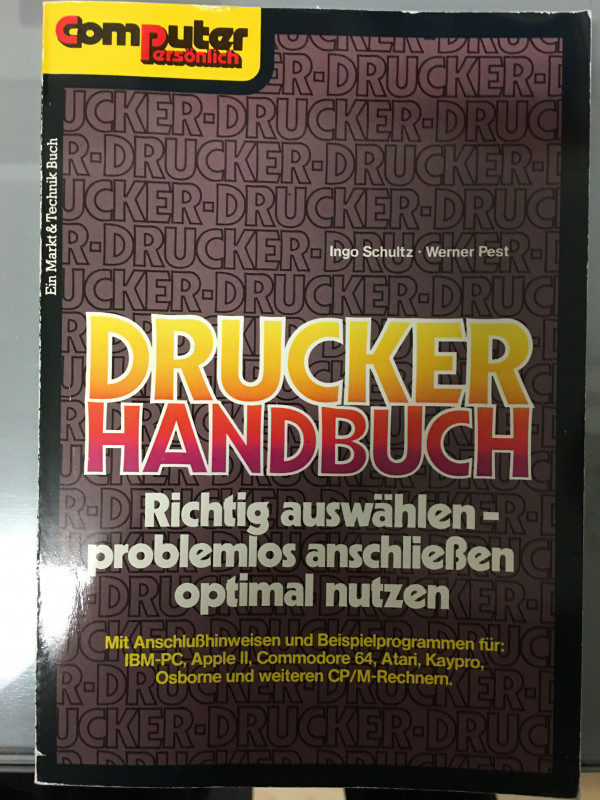 Computer
persönlich
Ein Markt & Technik Buch
Ingo Schultz · Werner Pest
DRUCKER
HANDBUCH
Richtig auswählen –
problemlos anschließen
optimal nutzen
Mit Anschlußhinweisen und Beispielprogrammen für:
IBM-PC, Apple II, Commodore 64, Atari, Kaypro,
Osborne und weiteren CP/M-Rechnern.